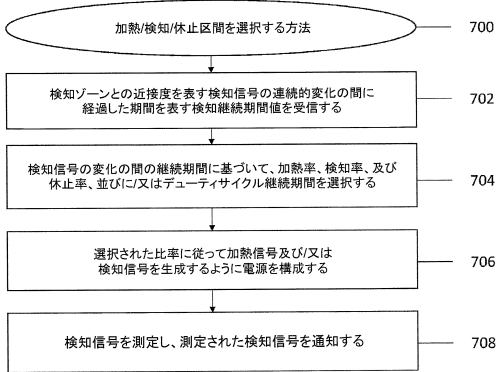 加熱/検知/休止区間を選択する方法
700
検知ゾーンとの近接度を表す検知信号の連続的変化の間に
経過した期間を表す検知継続期間値を受信する
702
検知信号の変化の間の継続期間に基づいて、加熱率、検知率、及び
休止率、並びに/又はデューティサイクル継続期間を選択する
704
選択された比率に従って加熱信号及び/又は
検知信号を生成するように電源を構成する
706
検知信号を測定し、測定された検知信号を通知する
708